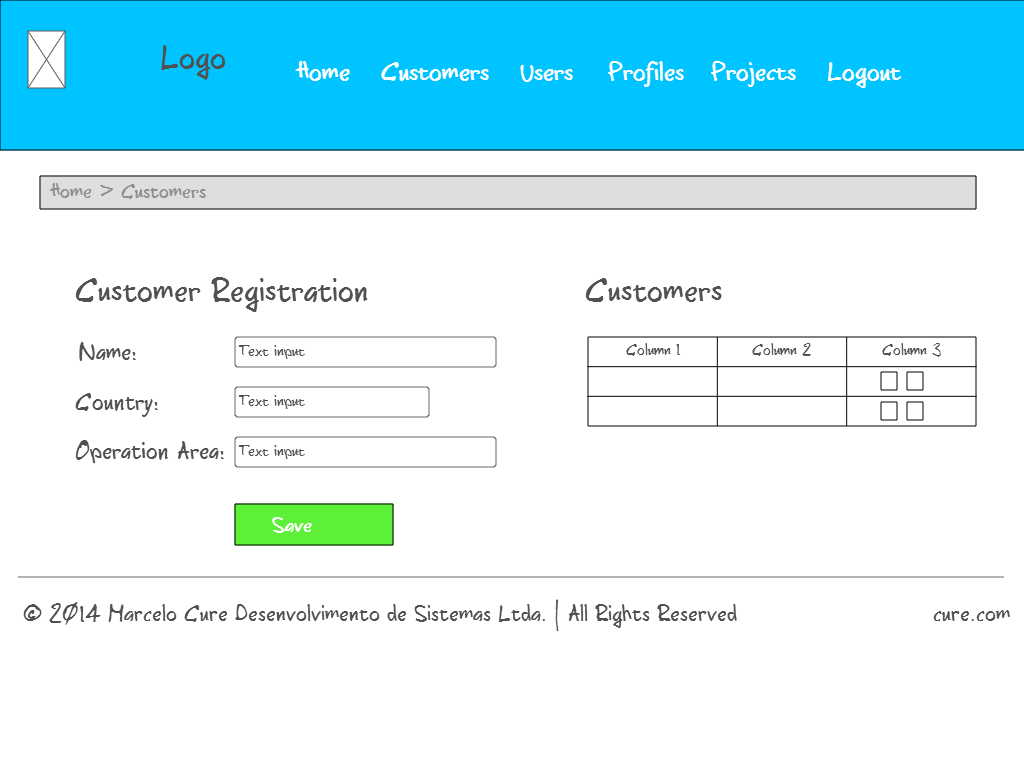 Logo
Home Customers Users Profiles Projects Logout
Home > Customers
Customer Registration
Name: Text input
Country: Text input
Operation Area: Text input
Save
Customers
Column 1 Column 2 Column 3
© 2014 Marcelo Cure Desenvolvimento de Sistemas Ltda. | All Rights Reserved
cure.com